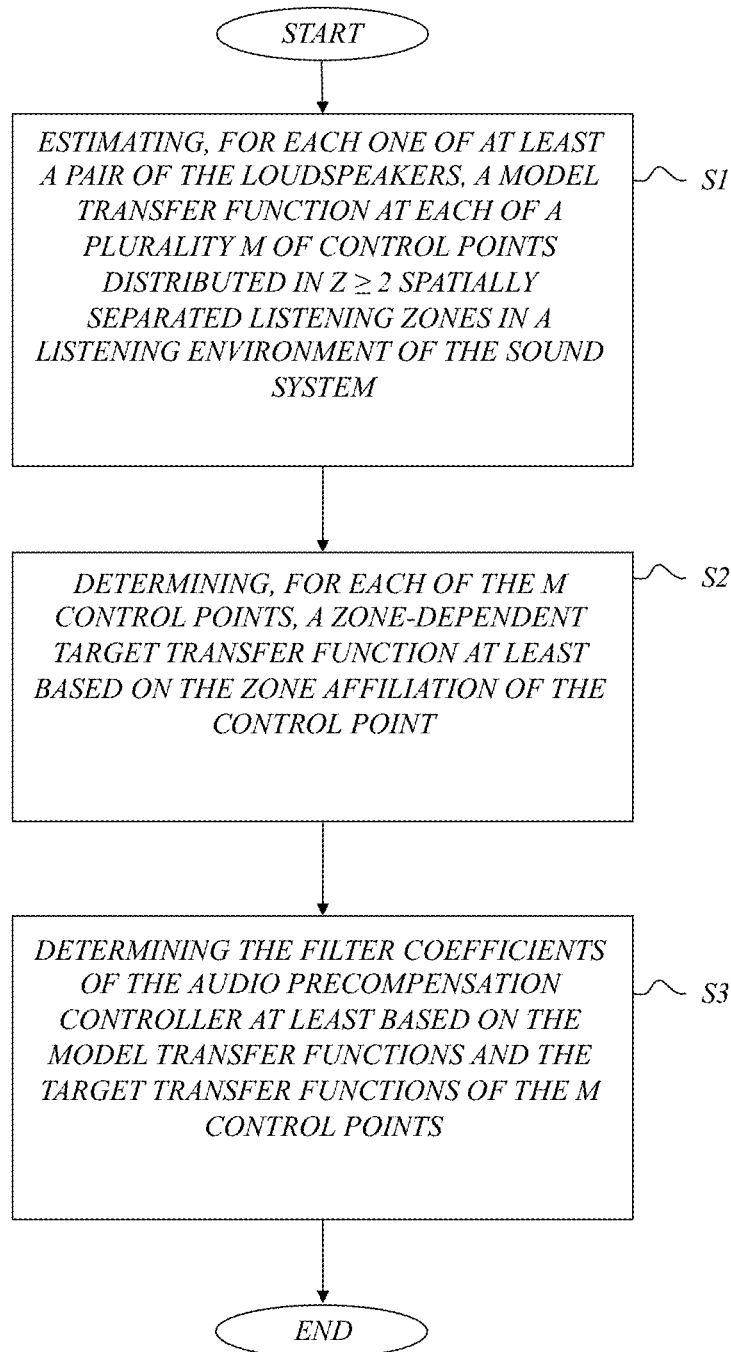 START
ESTIMATING, FOR EACH ONE OF AT LEAST
A PAIR OF THE LOUDSPEAKERS, A MODEL
TRANSFER FUNCTION AT EACH OF A
PLURALITY M OF CONTROL POINTS
DISTRIBUTED IN Z ≥ 2 SPATIALLY
SEPARATED LISTENING ZONES IN A
LISTENING ENVIRONMENT OF THE SOUND
SYSTEM
S1
DETERMINING, FOR EACH OF THE M
CONTROL POINTS, A ZONE-DEPENDENT
TARGET TRANSFER FUNCTION AT LEAST
BASED ON THE ZONE AFFILIATION OF THE
CONTROL POINT
S2
DETERMINING THE FILTER COEFFICIENTS
OF THE AUDIO PRECOMPENSATION
CONTROLLER AT LEAST BASED ON THE
MODEL TRANSFER FUNCTIONS AND THE
TARGET TRANSFER FUNCTIONS OF THE M
CONTROL POINTS
S3
END